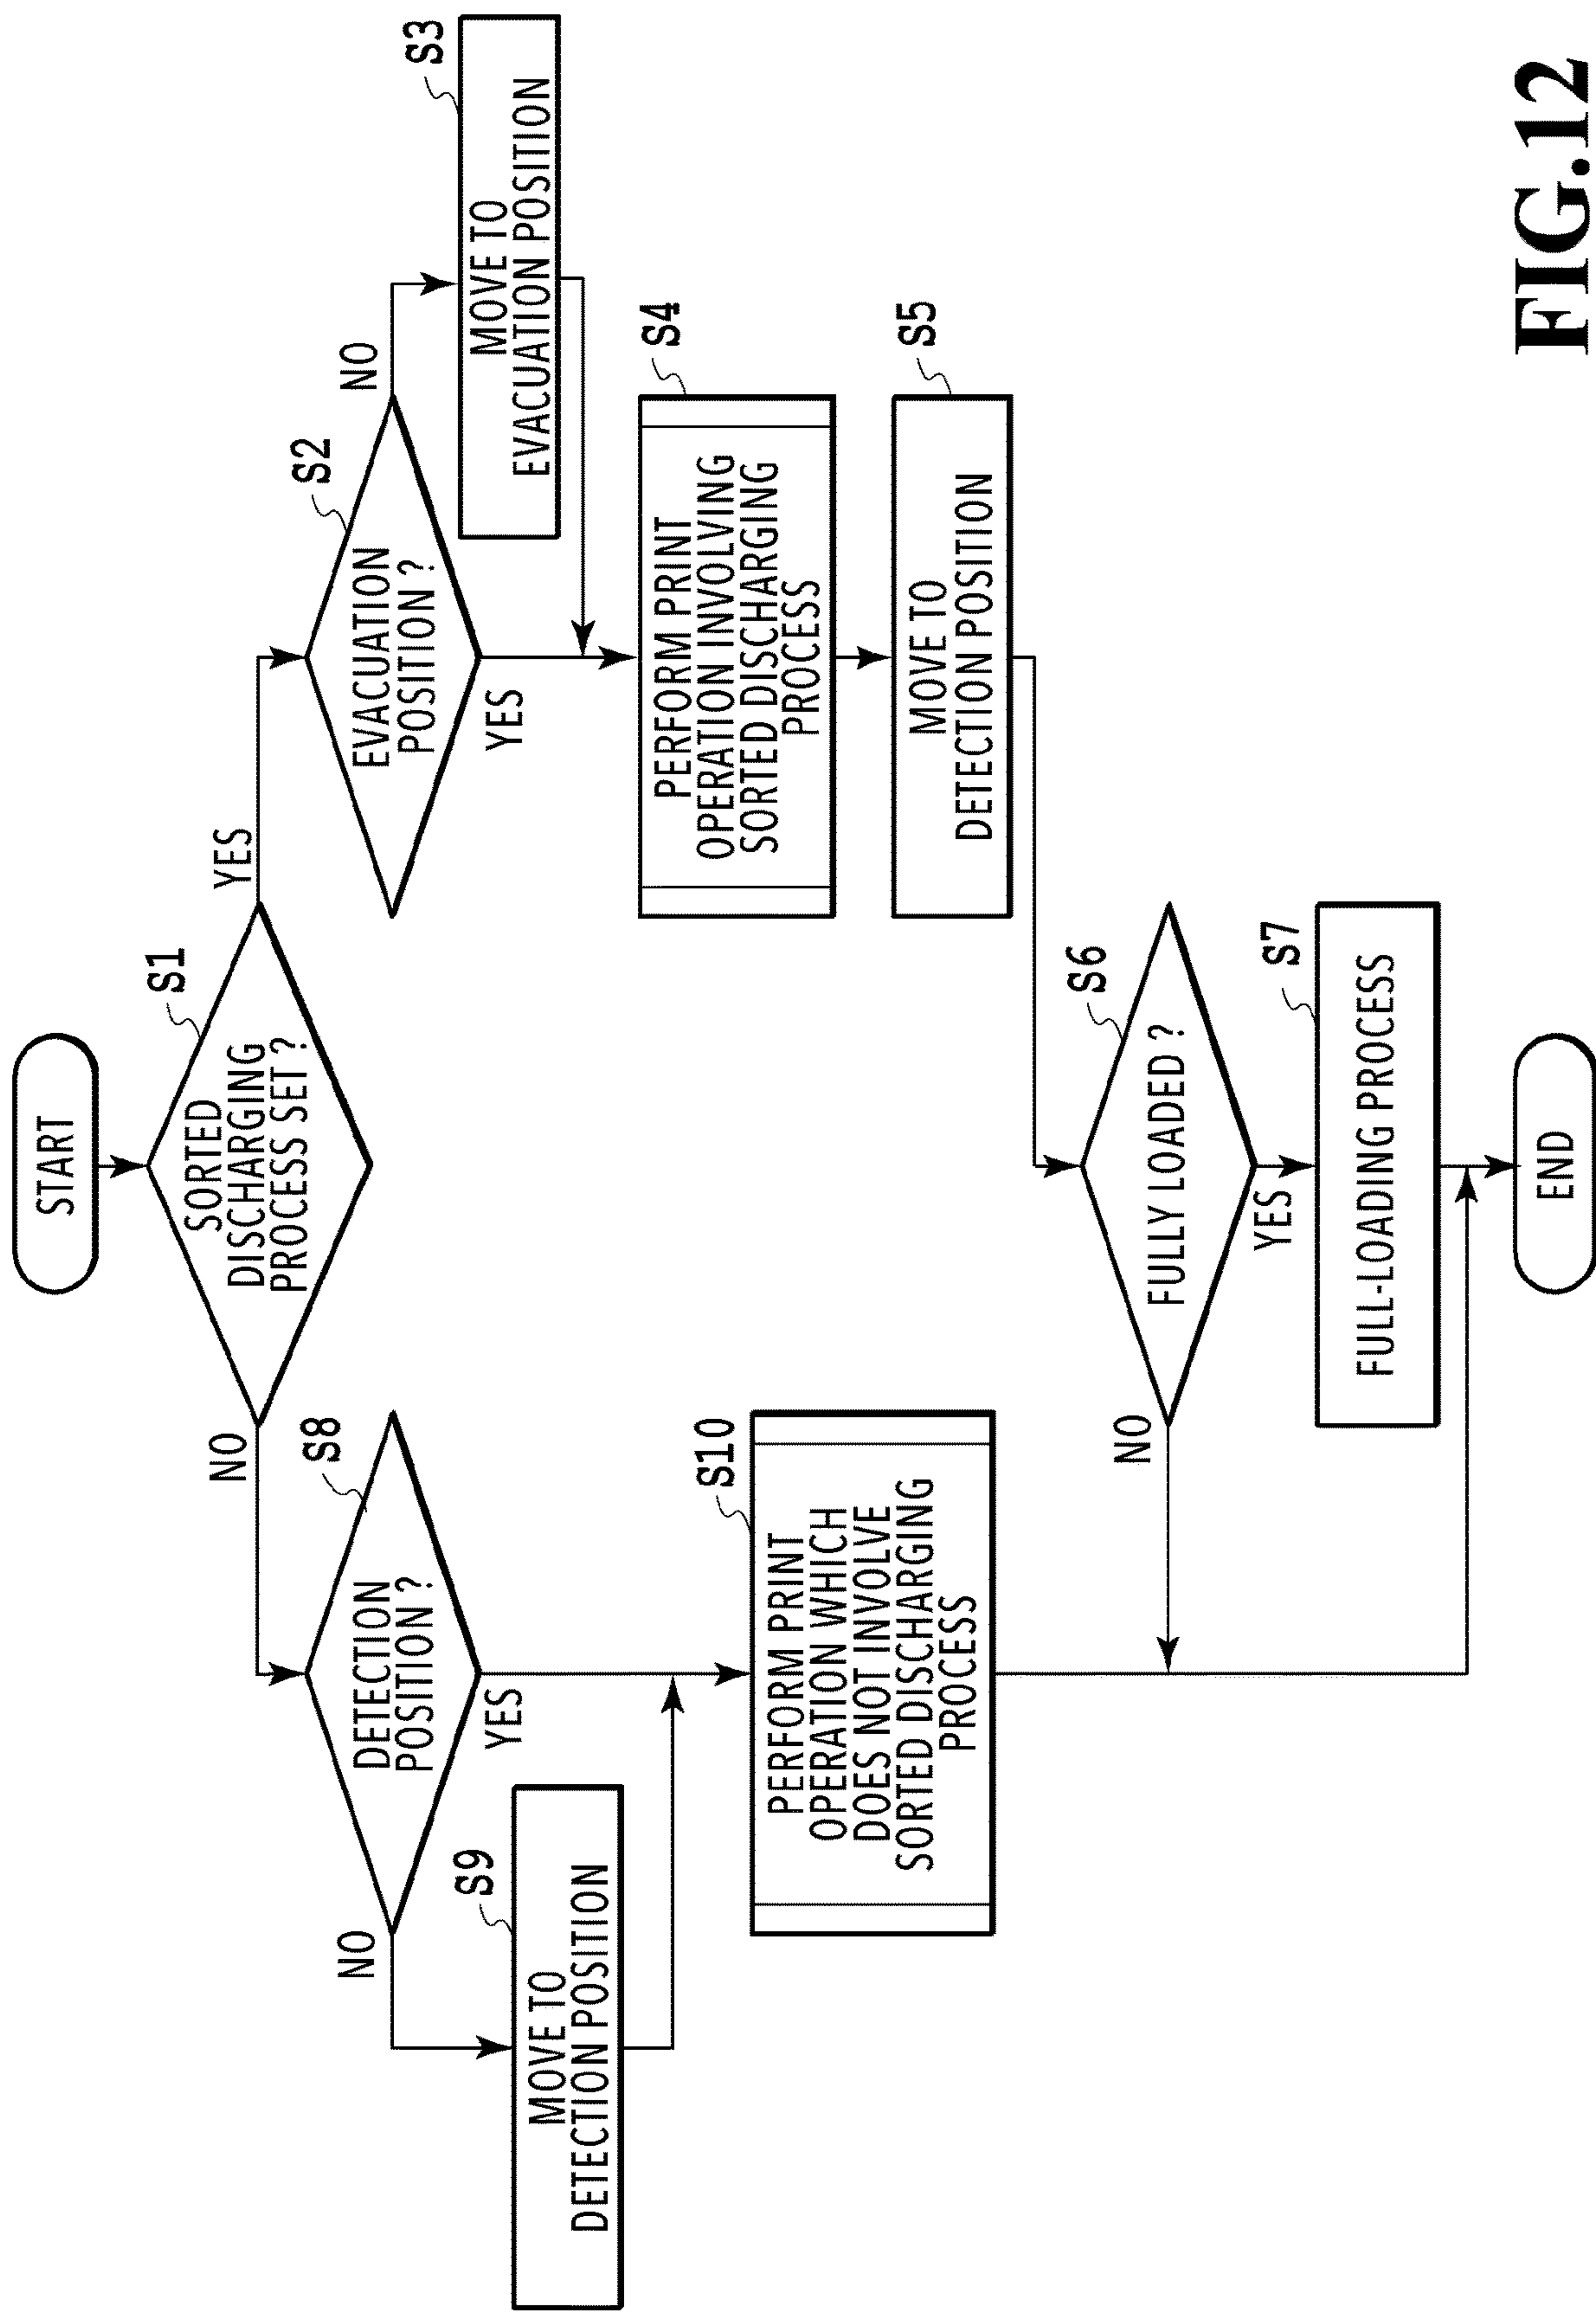 START
S1
SORTED
DISCHARGING
PROCESS SET ?
YES
NO
S2
EVACUATION
POSITION ?
NO
YES
S3
MOVE TO
EVACUATION POSITION
S4
PERFORM PRINT
OPERATION INVOLVING
SORTED DISCHARGING
PROCESS
S5
MOVE TO
DETECTION POSITION
S6
FULLY LOADED ?
NO
YES
S7
FULL-LOADING PROCESS
S8
DETECTION
POSITION ?
NO
YES
S9
MOVE TO
DETECTION POSITION
S10
PERFORM PRINT
OPERATION WHICH
DOES NOT INVOLVE
SORTED DISCHARGING
PROCESS
END
FIG.12